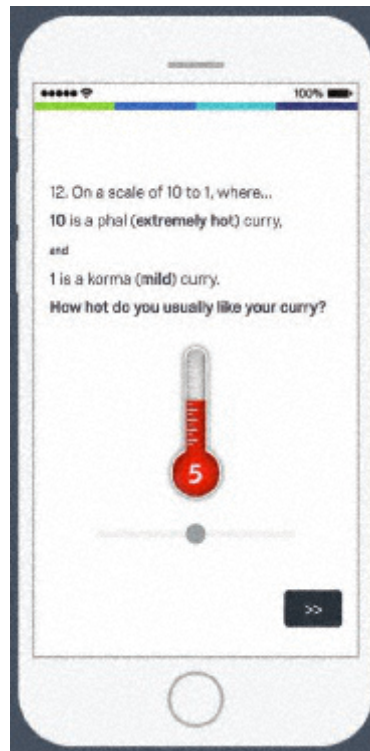 100%
12. On a scale of 10 to 1, where...
10 is a phal (extremely hot) curry,
and
1 is a korma (mild) curry.
How hot do you usually like your curry?
5
>>